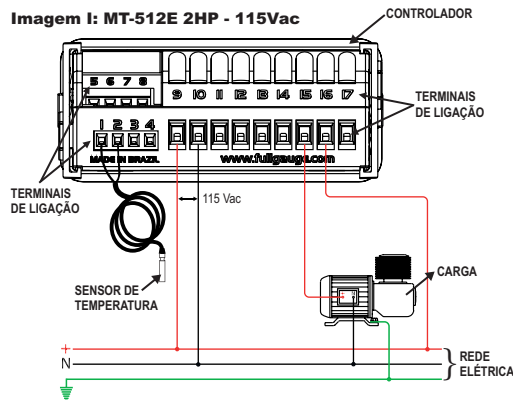 Imagem I: MT-512E 2HP - 115Vac
CONTROLADOR
5 6 7 8
9 10 11 12 13 14 15 16 17
TERMINAIS
DE LIGAÇÃO
1 2 3 4
MADE IN BRAZIL
www.fullgauge.com
TERMINAIS
DE LIGAÇÃO
115 Vac
SENSOR DE
TEMPERATURA
CARGA
+
N
REDE
ELÉTRICA